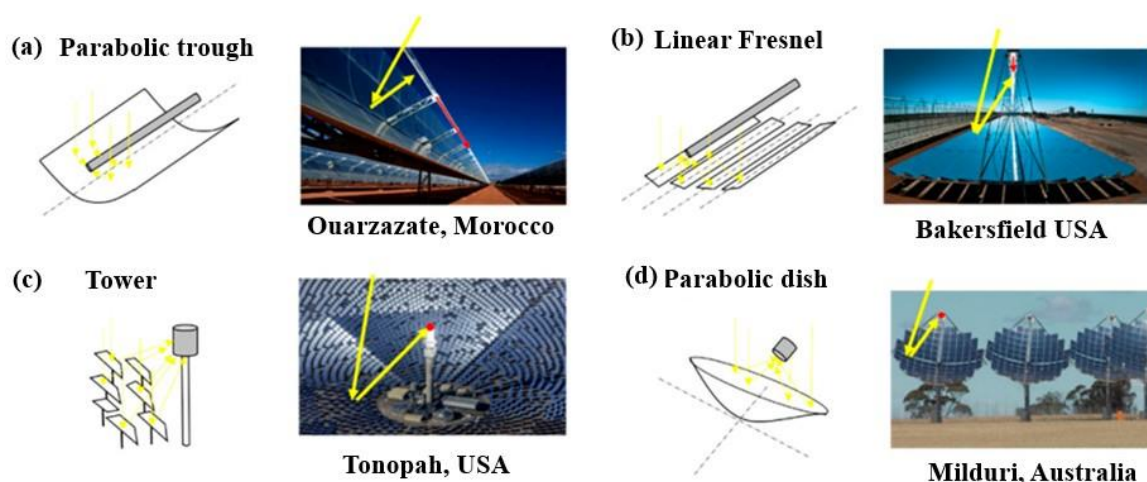 (a) Parabolic trough
(b) Linear Fresnel
Ouarzazate, Morocco
Bakersfield USA
(c) Tower
(d) Parabolic dish
Tonopah, USA
Milduri, Australia